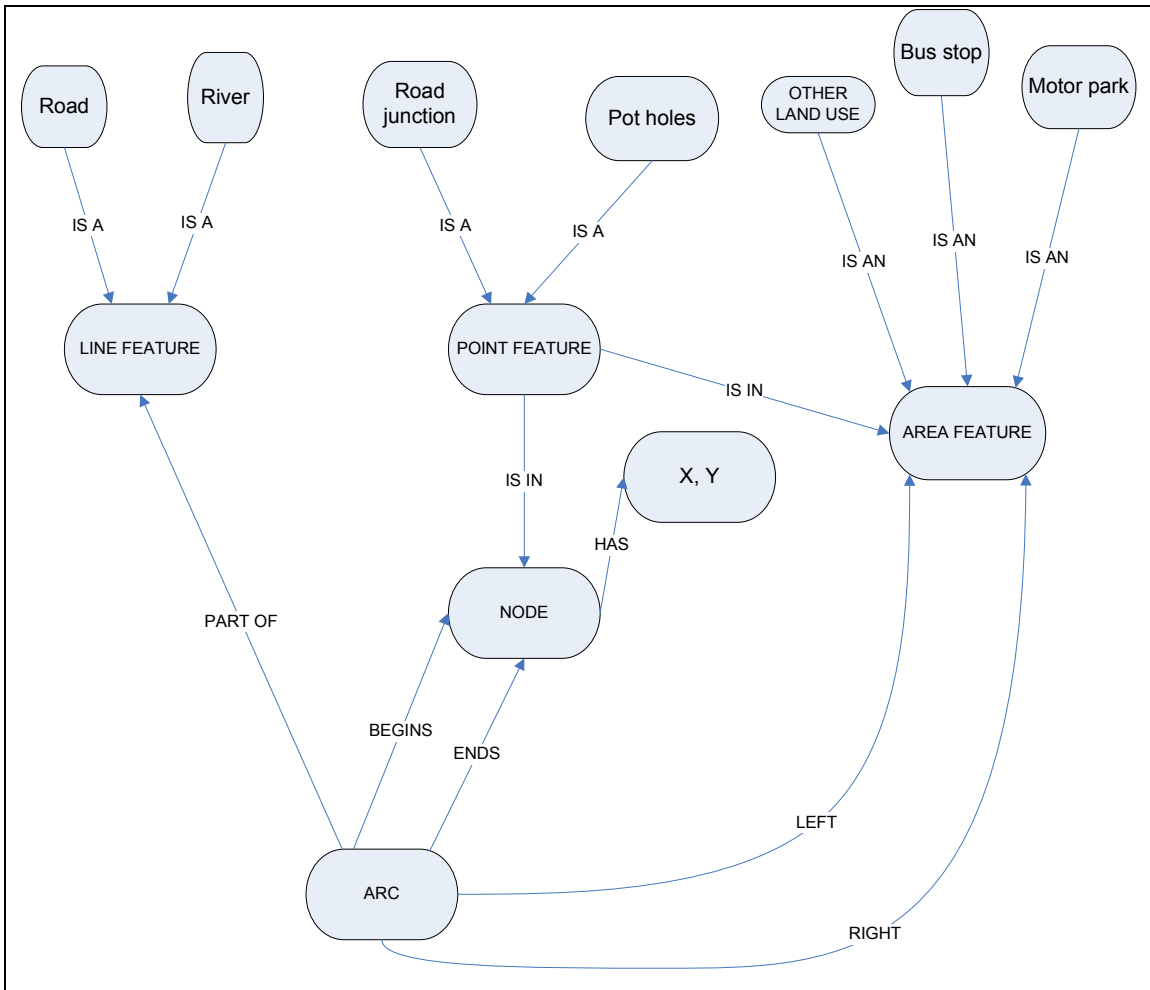 Road
River
Road
junction
Pot holes
OTHER
LAND USE
Bus stop
Motor park
IS A
IS A
IS A
IS A
IS AN
IS AN
IS AN
LINE FEATURE
POINT FEATURE
IS IN
AREA FEATURE
IS IN
X, Y
HAS
NODE
PART OF
BEGINS
ENDS
LEFT
ARC
RIGHT